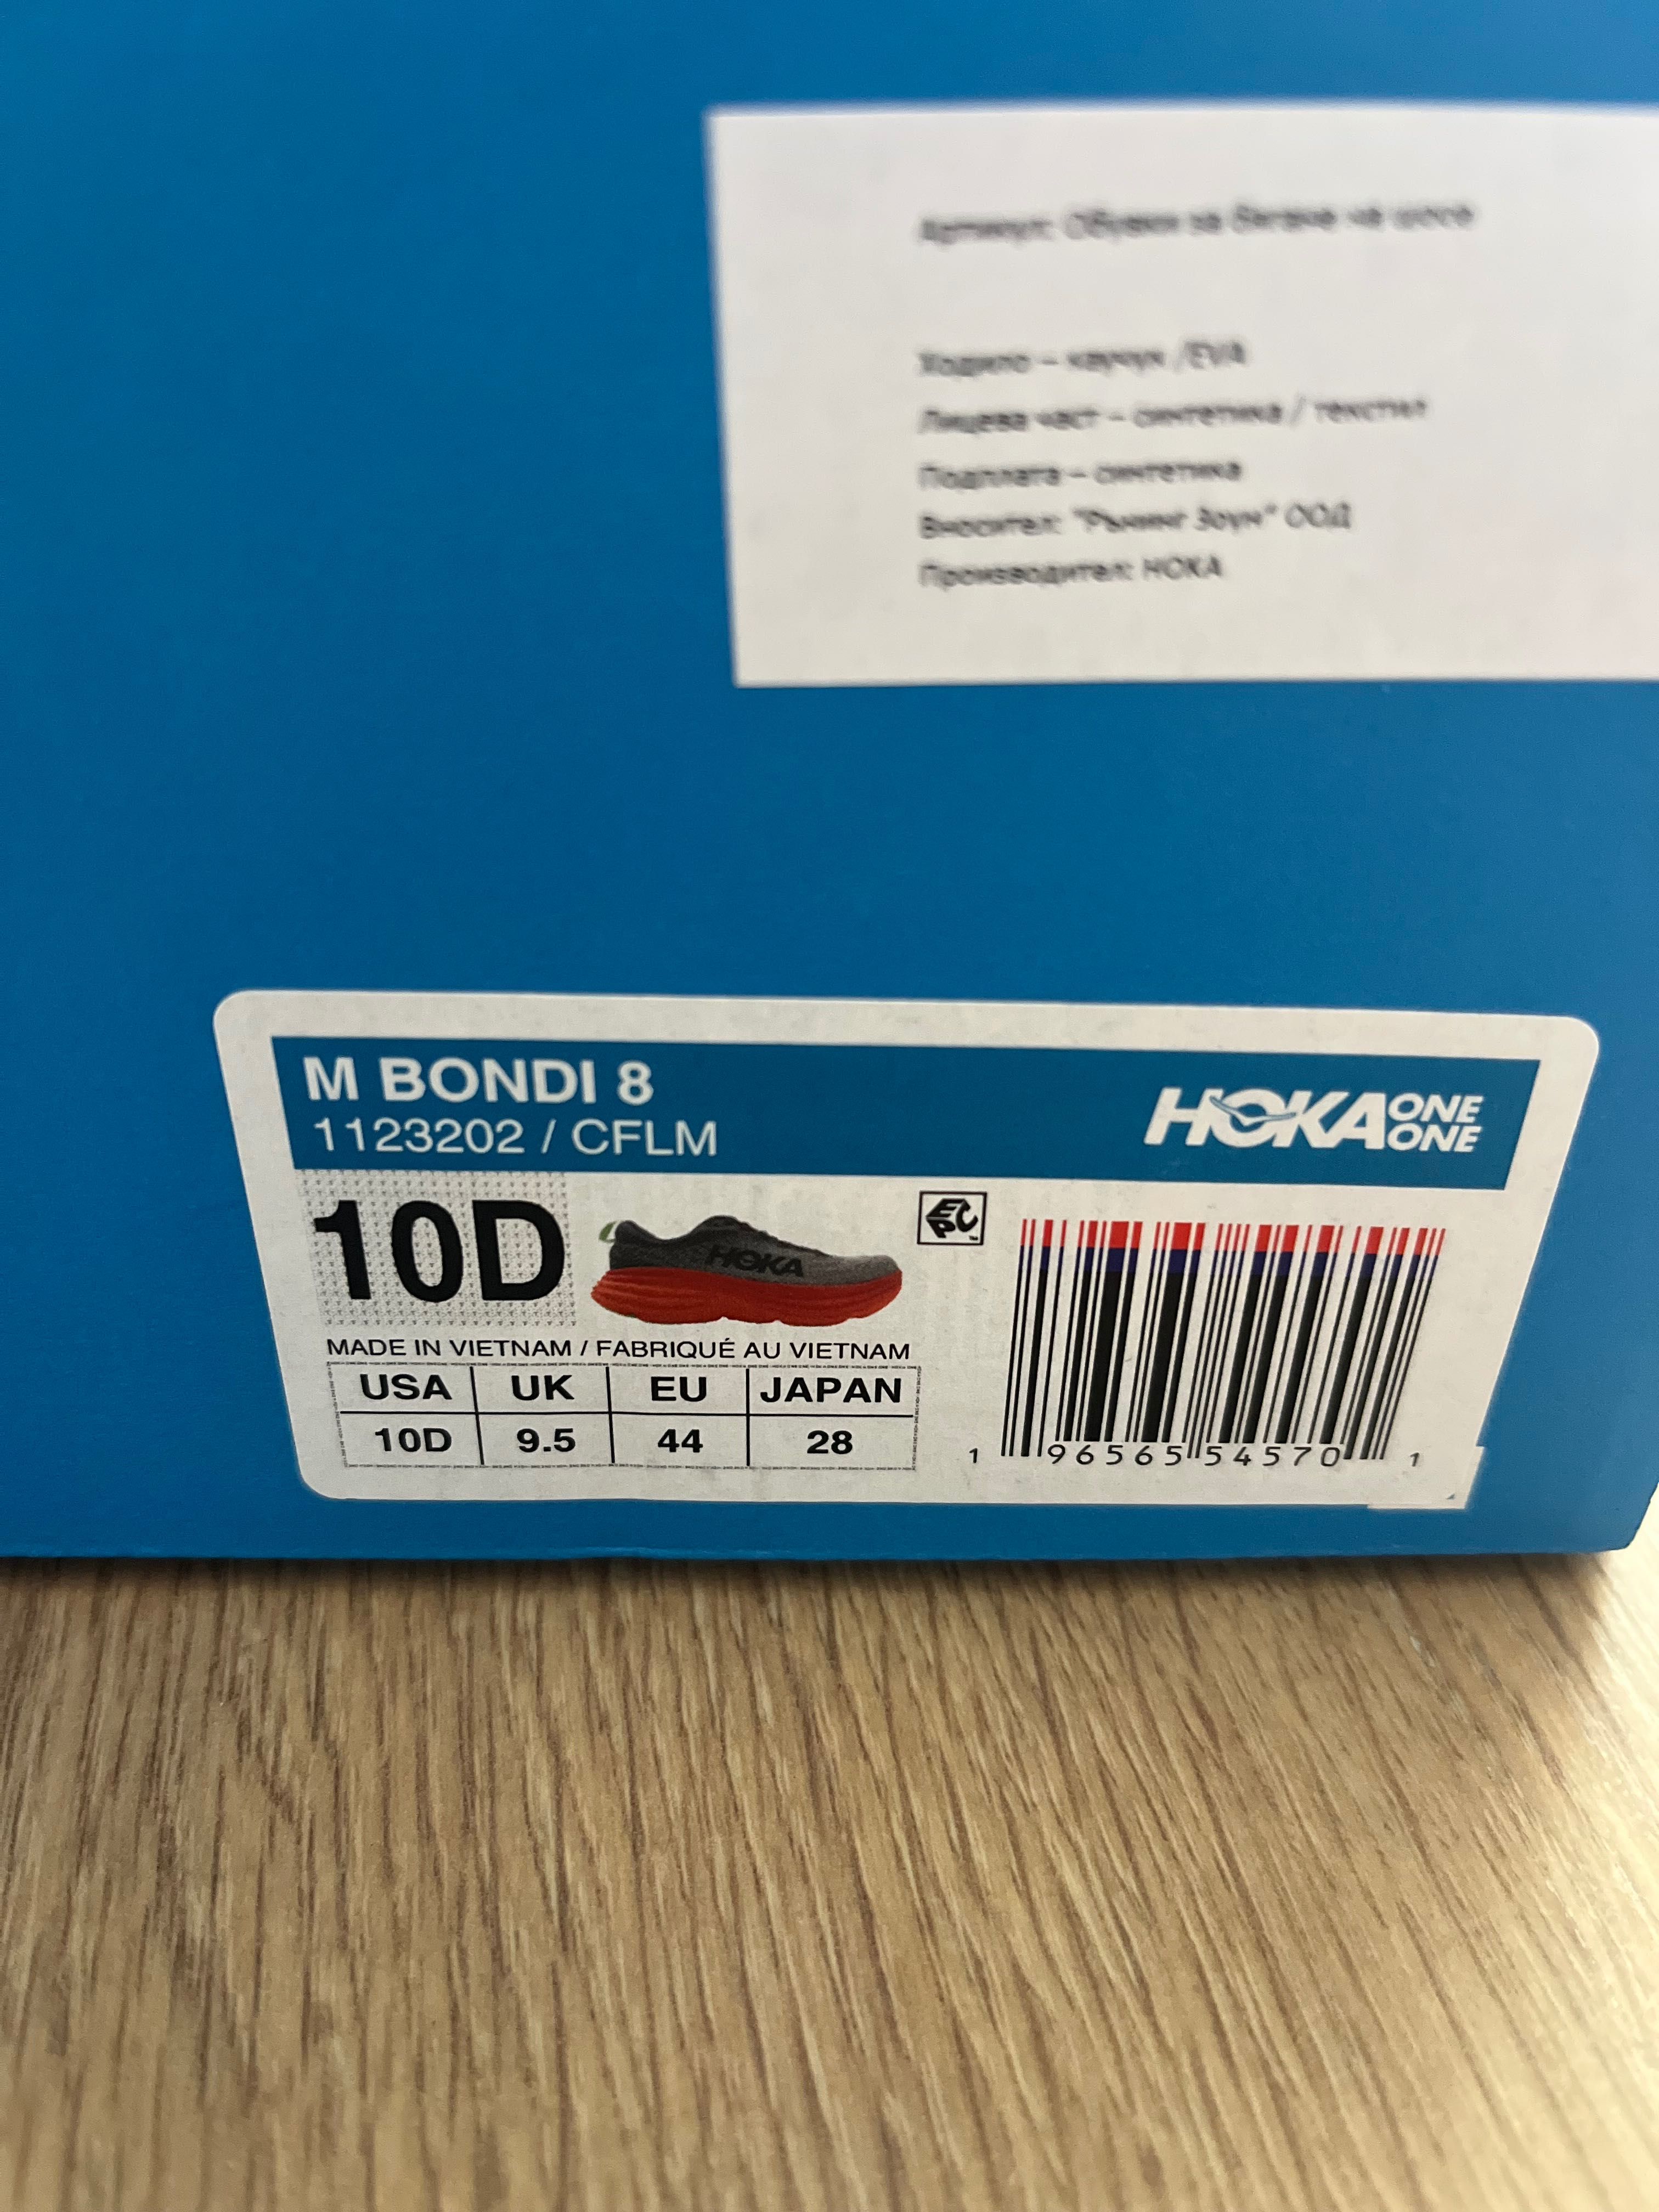 Артикул: Обувки за бягане на шосе
Ходило – каучук /EVA
Лицева част – синтетика / текстил
Подплата – синтетика
Вносител: "Рънинг Зоун" ООД
Производител: HOKA
M BONDI 8
1123202 / CFLM
HOKA ONE ONE
10D
HOKA
EPC
MADE IN VIETNAM / FABRIQUÉ AU VIETNAM
USA UK EU JAPAN
10D 9.5 44 28
1 96565 54570 1